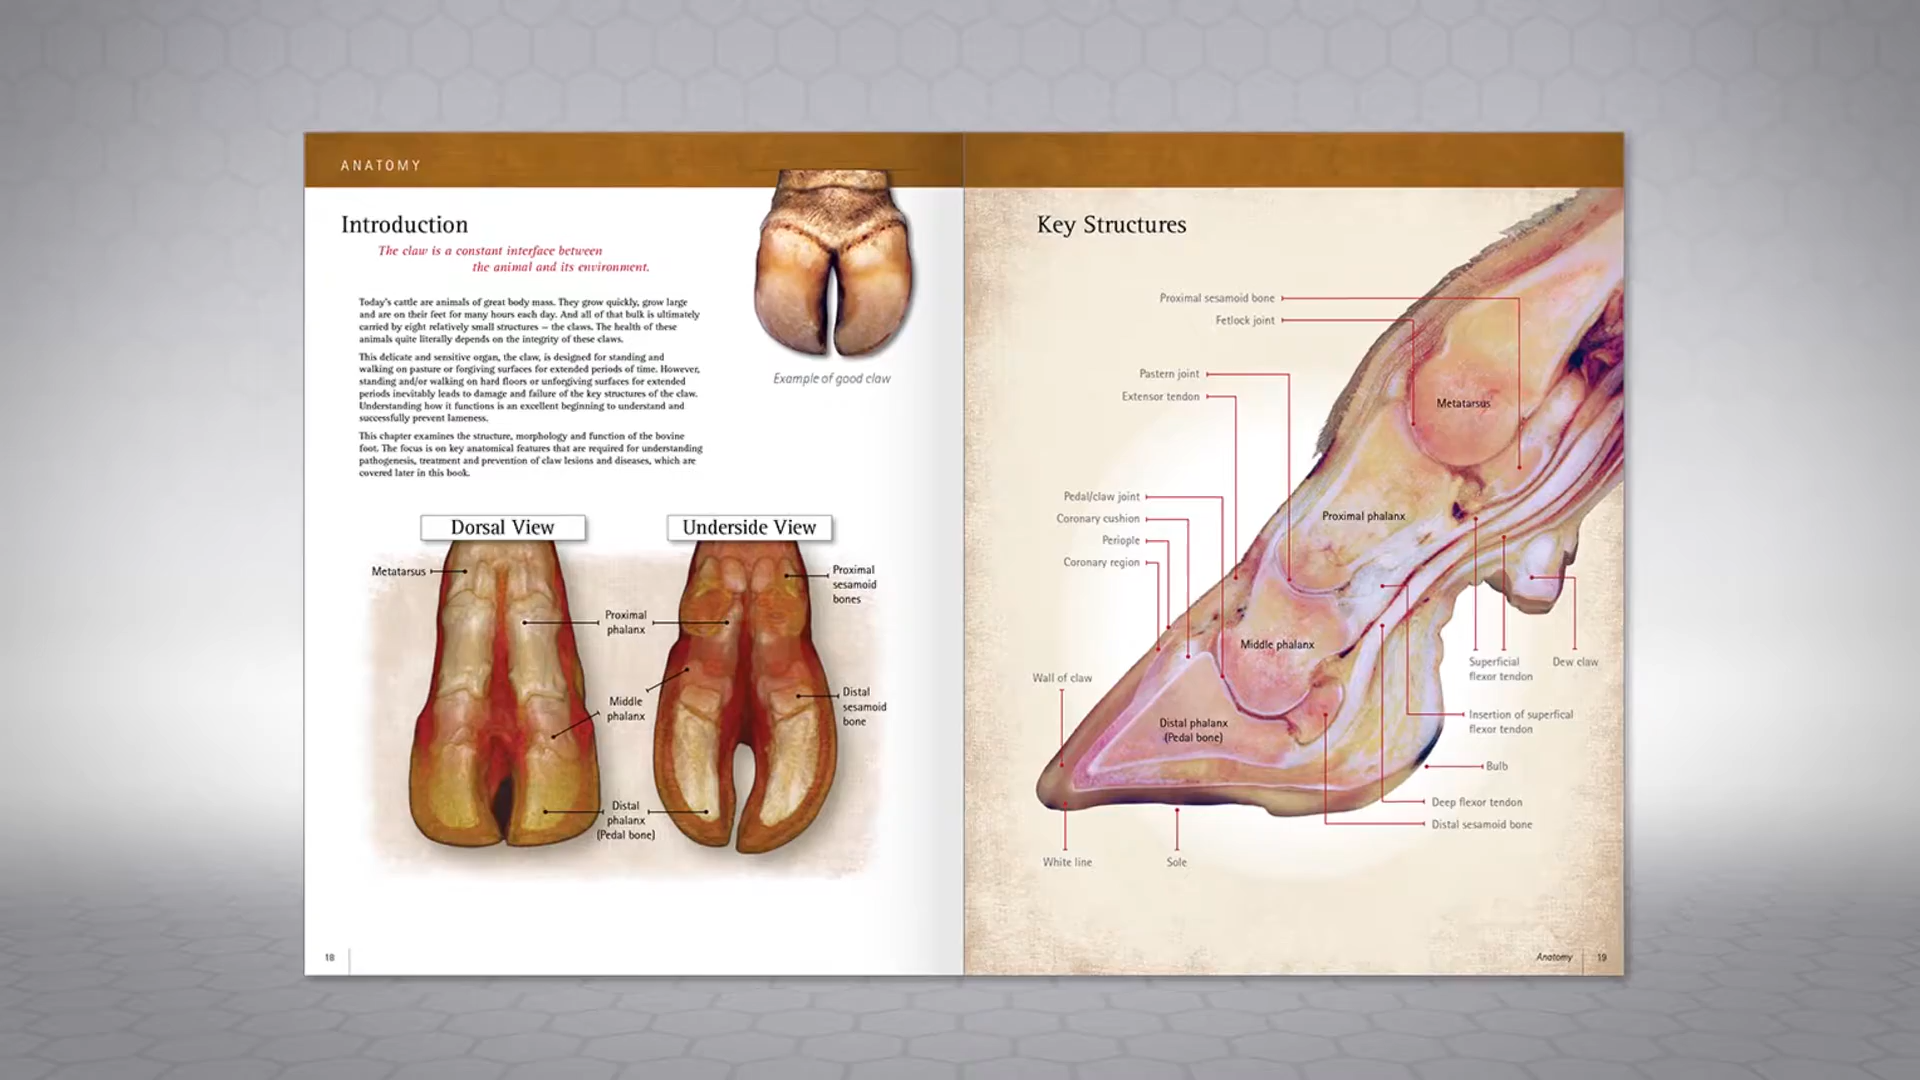 ANATOMY
Introduction
The claw is a constant interface between
the animal and its environment.
Today's cattle are animals of great body mass. They grow quickly, grow large
and are on their feet for many hours each day. And all of that bulk is ultimately
carried by eight relatively small structures – the claws. The health of these
animals quite literally depends on the integrity of these claws.
This delicate and sensitive organ, the claw, is designed for standing and
walking on pasture or forgiving surfaces for extended periods of time. However,
standing and/or walking on hard floors or unforgiving surfaces for extended
periods inevitably leads to damage and failure of the key structures of the claw.
Understanding how it functions is an excellent beginning to understand and
successfully prevent lameness.
This chapter examines the structure, morphology and function of the bovine
foot. The focus is on key anatomical features that are required for understanding
pathogenesis, treatment and prevention of claw lesions and diseases, which are
covered later in this book.
Example of good claw
Dorsal View
Underside View
Metatarsus
Proximal
phalanx
Middle
phalanx
Distal
phalanx
(Pedal bone)
Proximal
sesamoid
bones
Distal
sesamoid
bone
18
Key Structures
Proximal sesamoid bone
Fetlock joint
Pastern joint
Extensor tendon
Metatarsus
Pedal/claw joint
Coronary cushion
Periople
Coronary region
Proximal phalanx
Middle phalanx
Wall of claw
Distal phalanx
(Pedal bone)
Superficial
flexor tendon
Dew claw
Insertion of superfical
flexor tendon
Bulb
Deep flexor tendon
Distal sesamoid bone
White line
Sole
Anatomy
19